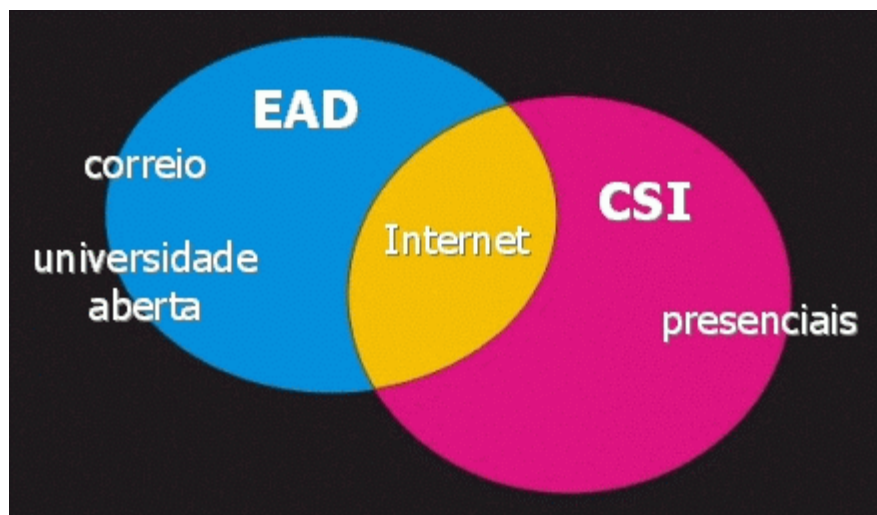 EAD
correio
universidade
aberta
Internet
CSI
presenciais